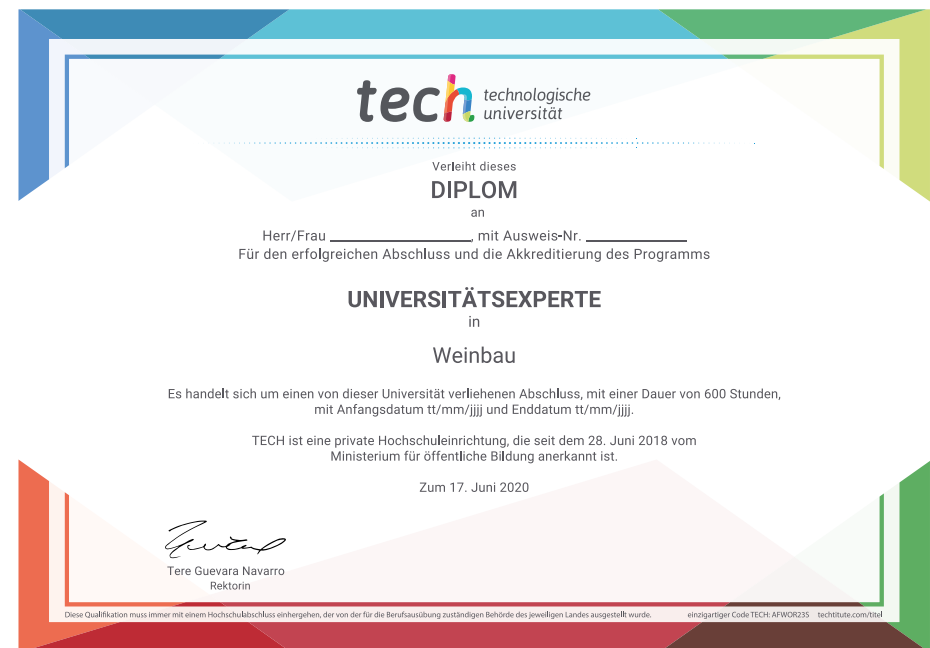 tech technologische
universität
Verleiht dieses
DIPLOM
an
Herr/Frau ____________________, mit Ausweis-Nr. ______________
Für den erfolgreichen Abschluss und die Akkreditierung des Programms
UNIVERSITÄTSEXPERTE
in
Weinbau
Es handelt sich um einen von dieser Universität verliehenen Abschluss, mit einer Dauer von 600 Stunden,
mit Anfangsdatum tt/mm/jjjj und Enddatum tt/mm/jjjj.
TECH ist eine private Hochschuleinrichtung, die seit dem 28. Juni 2018 vom
Ministerium für öffentliche Bildung anerkannt ist.
Zum 17. Juni 2020
Tere Guevara Navarro
Rektorin
Diese Qualifikation muss immer mit einem Hochschulabschluss einhergehen, der von der für die Berufsausübung zuständigen Behörde des jeweiligen Landes ausgestellt wurde. einzigartiger Code TECH: AFWOR23S techtitute.com/titel